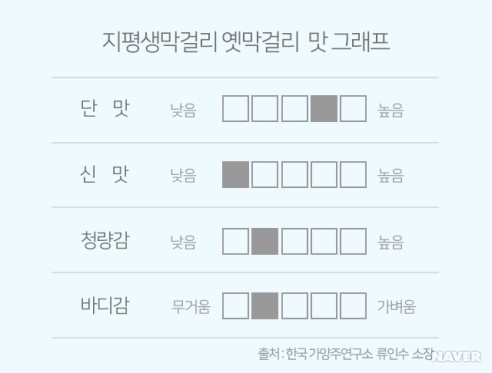 지평생막걸리 옛막걸리 맛 그래프
단 맛 낮음 높음
신 맛 낮음 높음
청량감 낮음 높음
바디감 무거움 가벼움
출처 : 한국가양주연구소 류인수 소장
NAVER